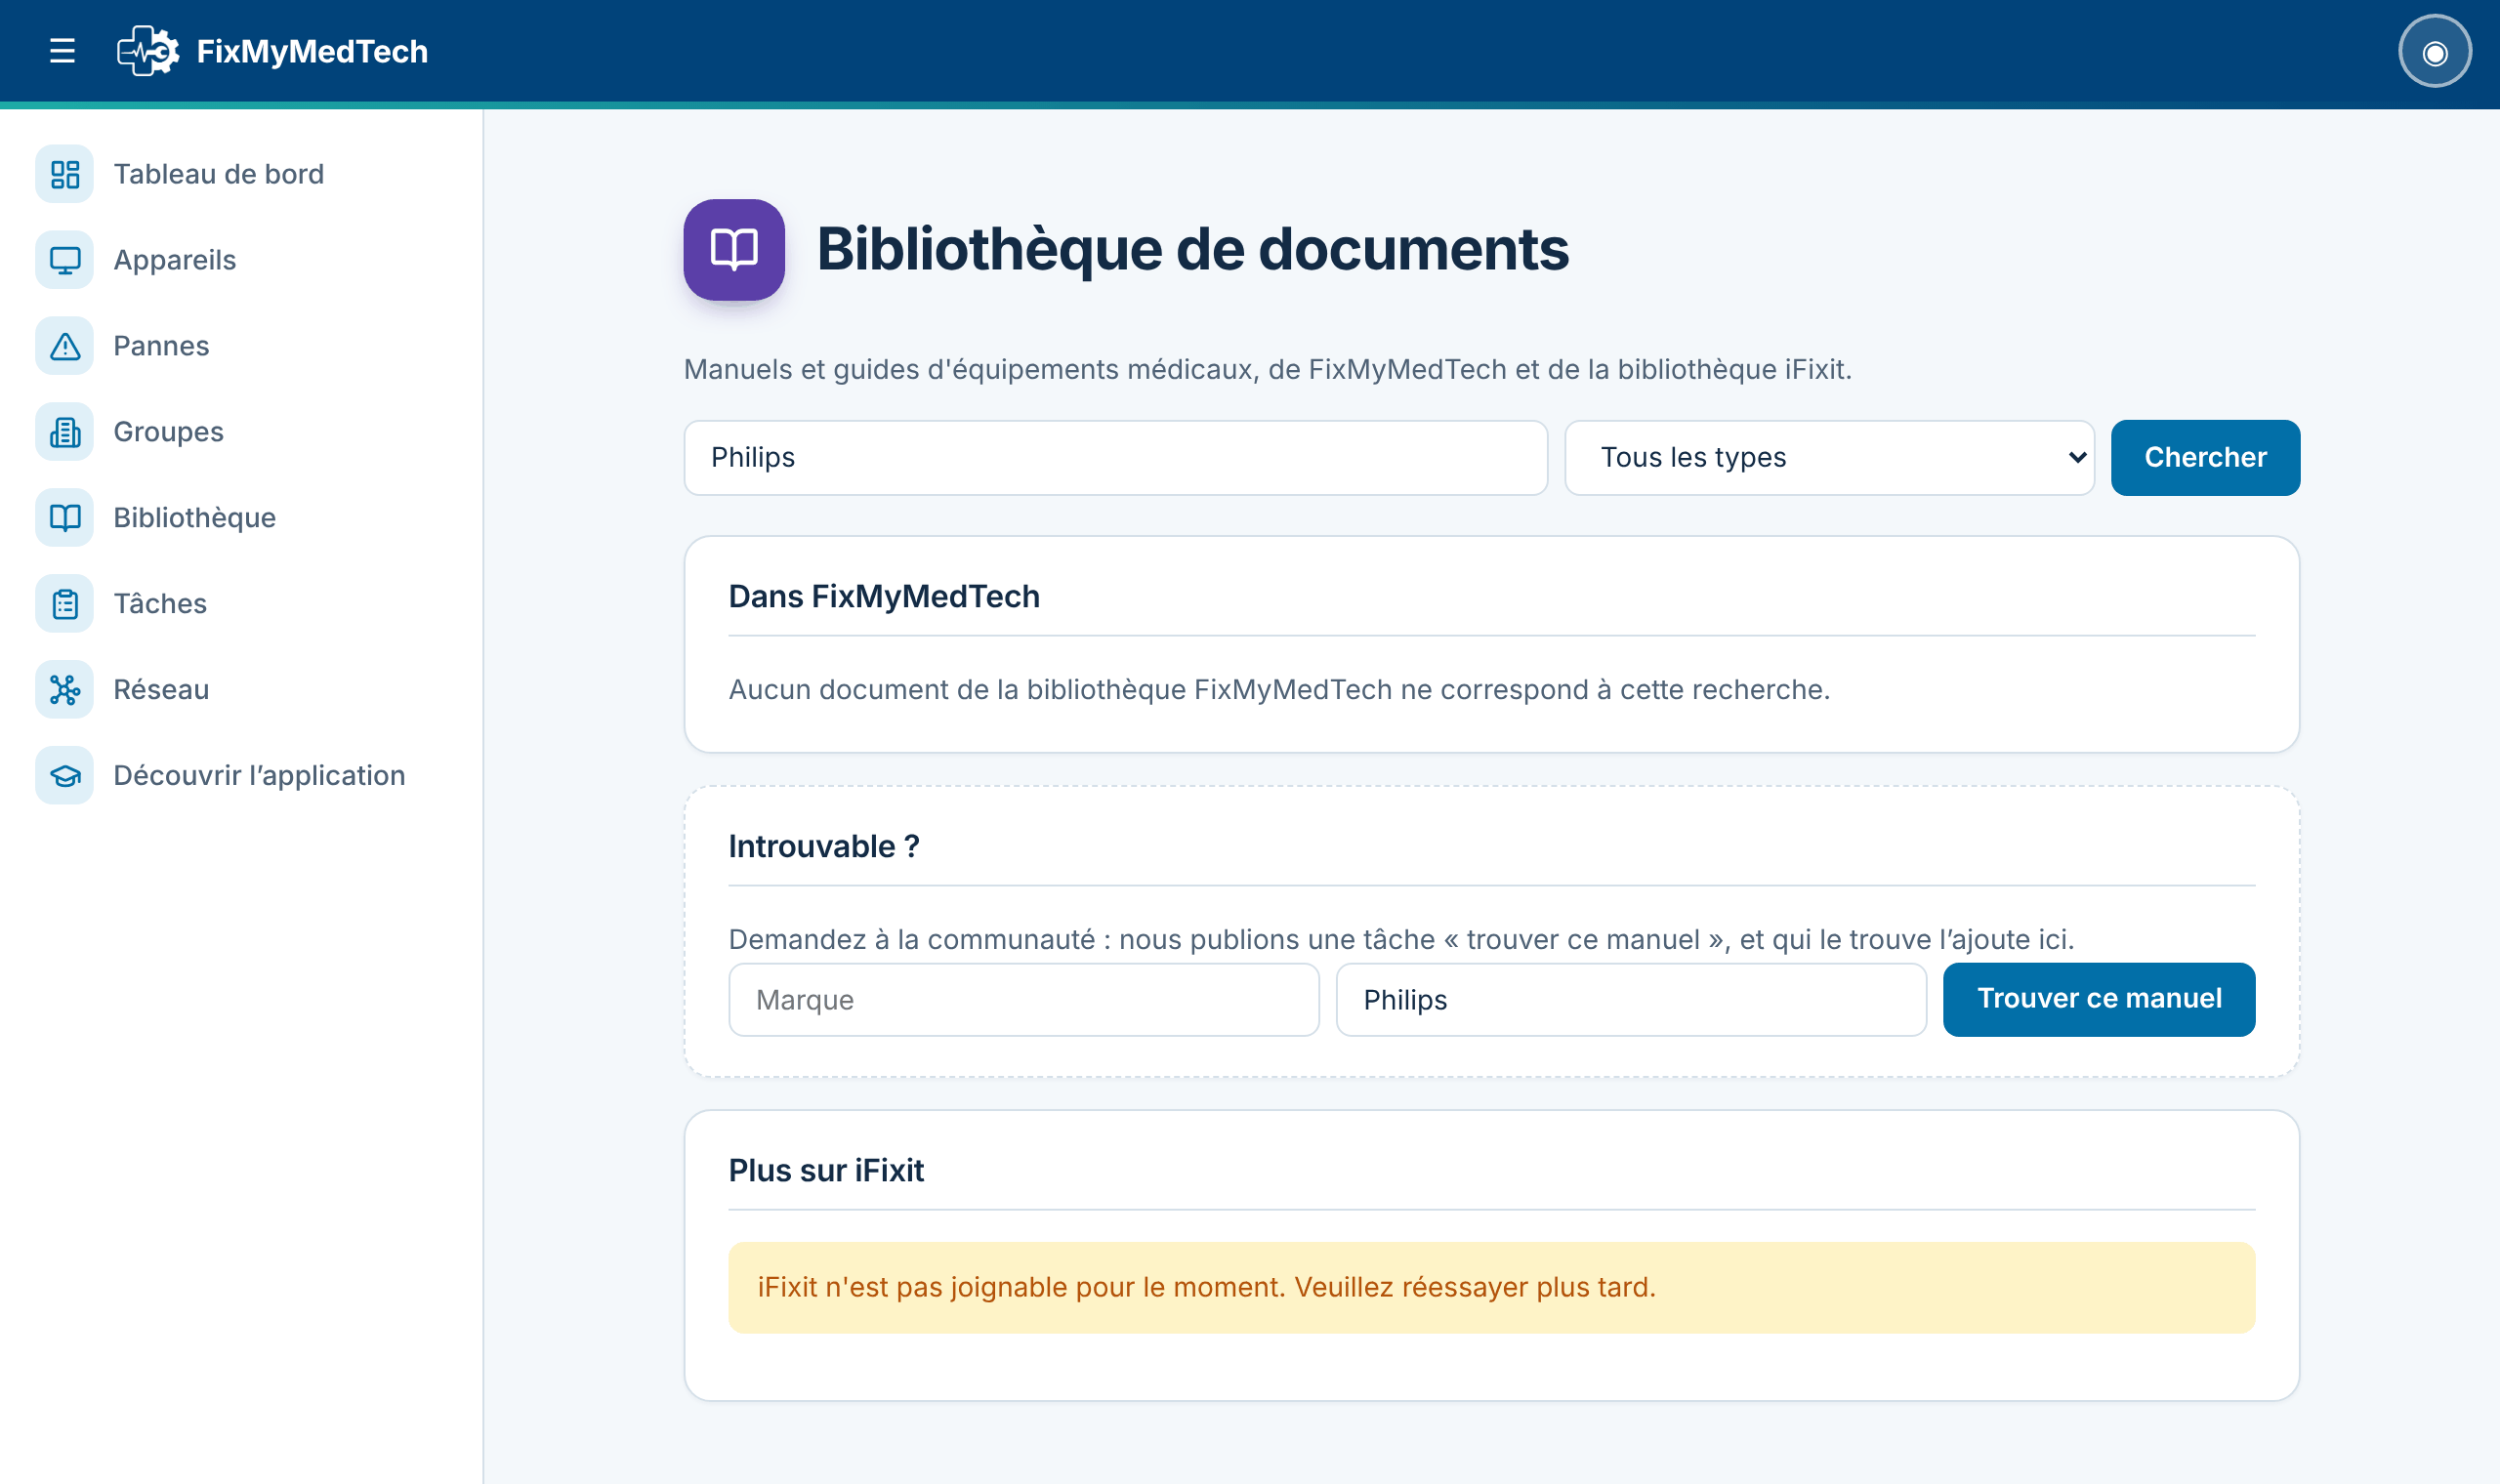 FixMyMedTech
Tableau de bord
Appareils
Pannes
Groupes
Bibliothèque
Tâches
Réseau
Découvrir l’application
Bibliothèque de documents
Manuels et guides d'équipements médicaux, de FixMyMedTech et de la bibliothèque iFixit.
Philips
Tous les types
Chercher
Dans FixMyMedTech
Aucun document de la bibliothèque FixMyMedTech ne correspond à cette recherche.
Introuvable ?
Demandez à la communauté : nous publions une tâche « trouver ce manuel », et qui le trouve l’ajoute ici.
Marque
Philips
Trouver ce manuel
Plus sur iFixit
iFixit n'est pas joignable pour le moment. Veuillez réessayer plus tard.